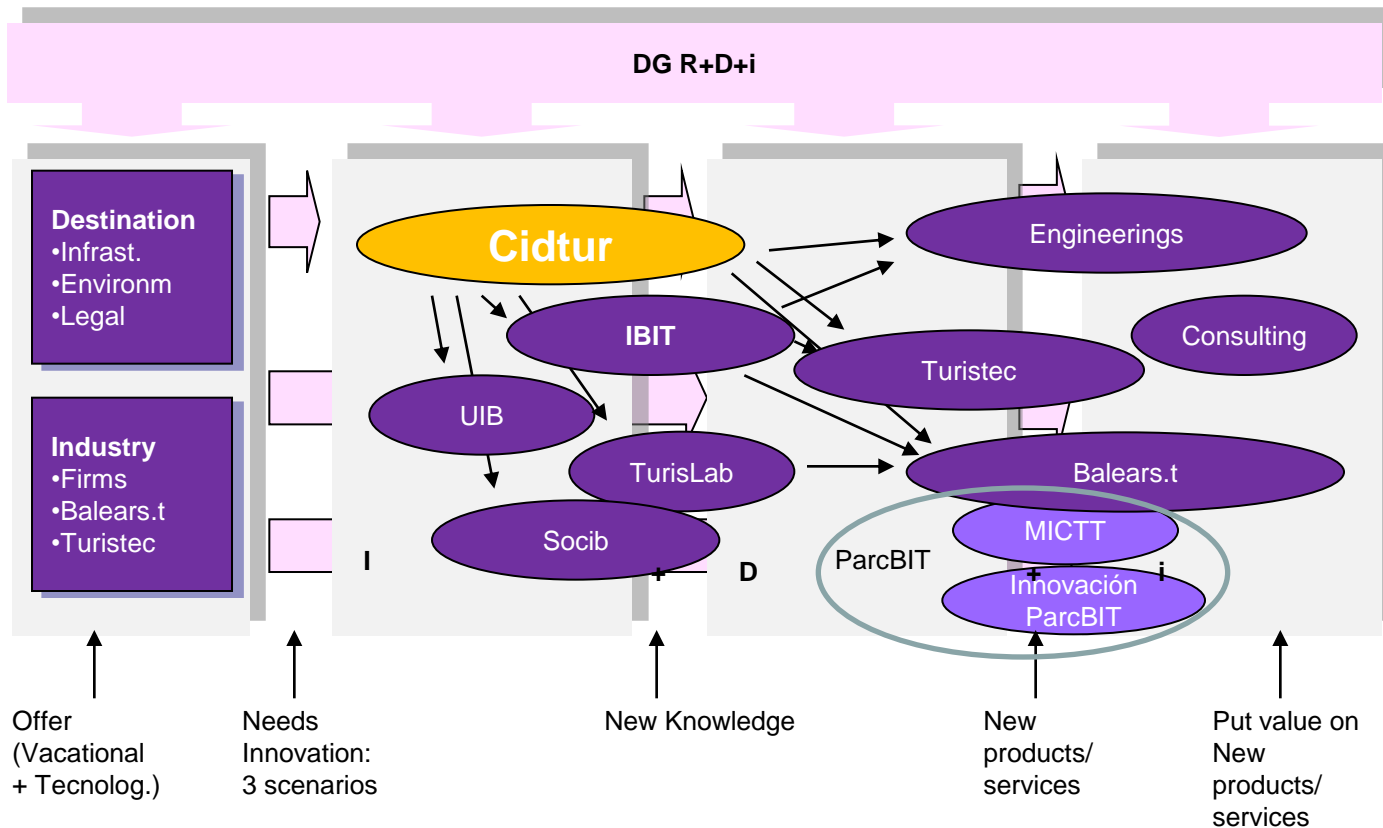 DG R+D+i
Destination
•Infrast.
•Environm
•Legal
Industry
•Firms
•Balears.t
•Turistec
Cidtur
IBIT
UIB
TurisLab
Socib
I
+
D
Engineerings
Consulting
Turistec
Balears.t
ParcBIT
MICTT
+
i
Innovación
ParcBIT
Offer
(Vacational
+ Tecnolog.)
Needs
Innovation:
3 scenarios
New Knowledge
New
products/
services
Put value on
New
products/
services